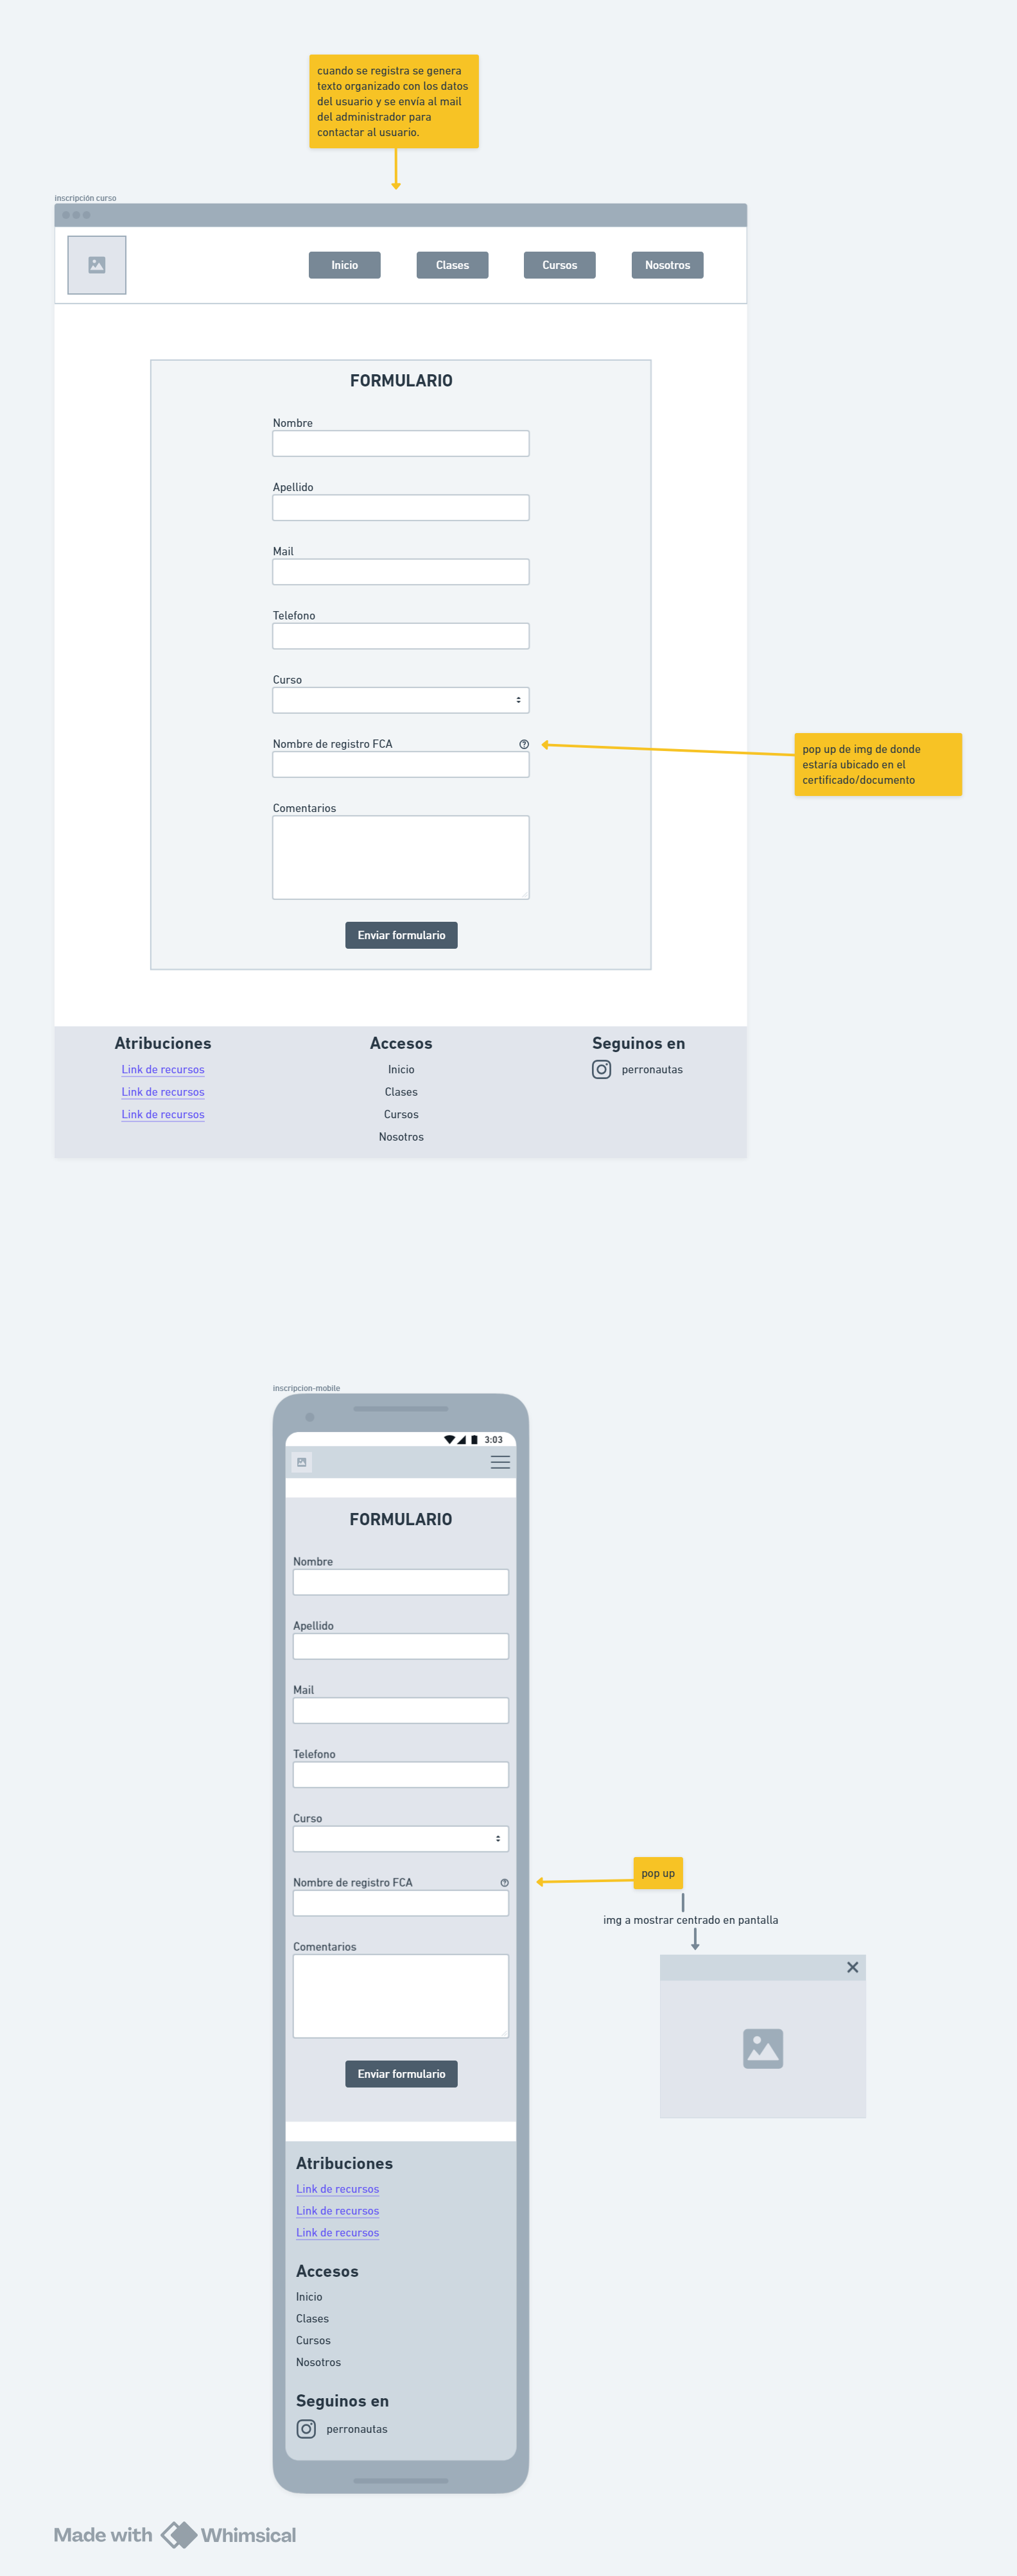 cuando se registra se genera
texto organizado con los datos
del usuario y se envía al mail
del administrador para
contactar al usuario.
inscripción curso
Inicio Clases Cursos Nosotros
FORMULARIO
Nombre
Apellido
Mail
Telefono
Curso
Nombre de registro FCA
pop up de img de donde
estaría ubicado en el
certificado/documento
Comentarios
Enviar formulario
Atribuciones Accesos Seguinos en
Link de recursos Inicio perronautas
Link de recursos Clases
Link de recursos Cursos
Nosotros
inscripcion-mobile
3:03
FORMULARIO
Nombre
Apellido
Mail
Telefono
Curso
Nombre de registro FCA
pop up
img a mostrar centrado en pantalla
Comentarios
Enviar formulario
Atribuciones
Link de recursos
Link de recursos
Link de recursos
Accesos
Inicio
Clases
Cursos
Nosotros
Seguinos en
perronautas
Made with Whimsical